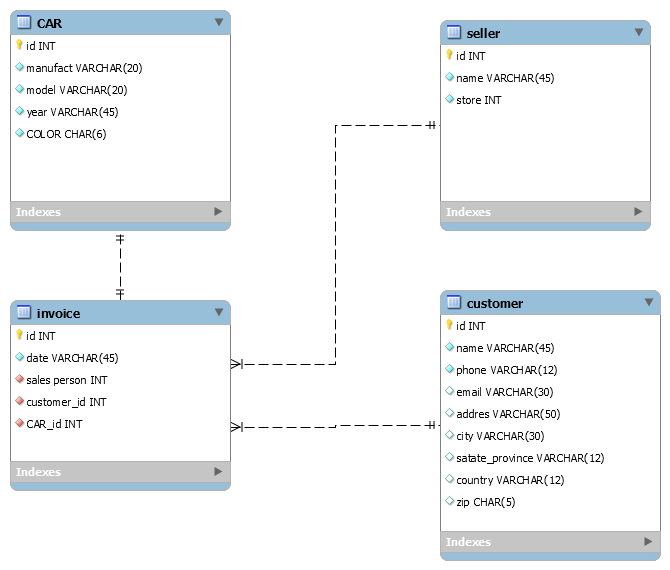 CAR
id INT
manufact VARCHAR(20)
model VARCHAR(20)
year VARCHAR(45)
COLOR CHAR(6)
Indexes
seller
id INT
name VARCHAR(45)
store INT
Indexes
invoice
id INT
date VARCHAR(45)
sales person INT
customer_id INT
CAR_id INT
Indexes
customer
id INT
name VARCHAR(45)
phone VARCHAR(12)
email VARCHAR(30)
addres VARCHAR(50)
city VARCHAR(30)
satate_province VARCHAR(12)
country VARCHAR(12)
zip CHAR(5)
Indexes